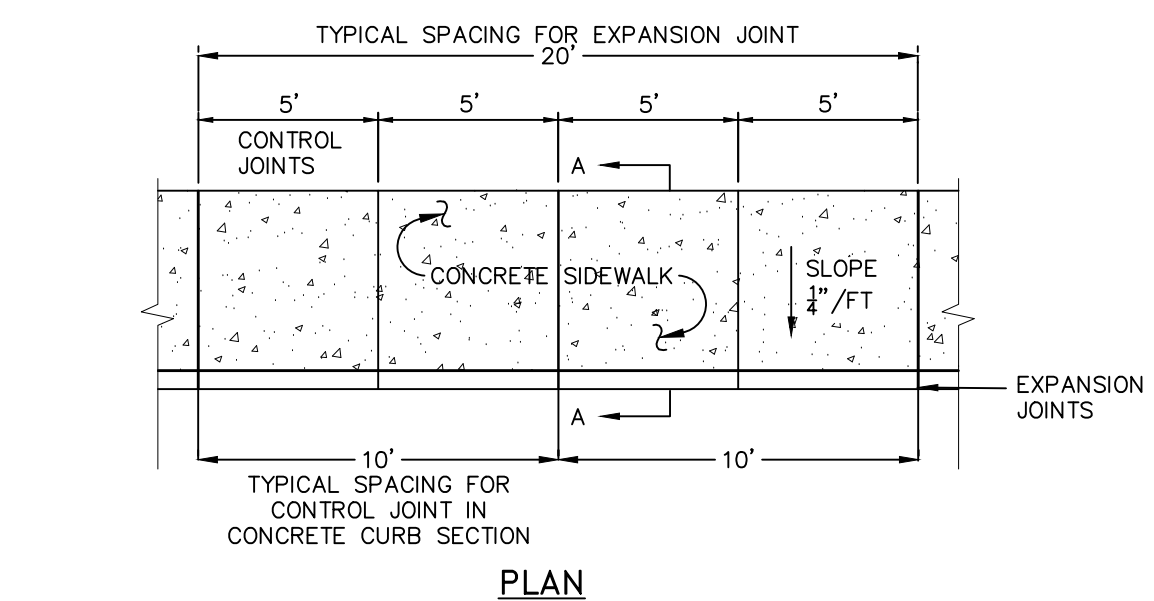 TYPICAL SPACING FOR EXPANSION JOINT
20'
5' 5' 5' 5'
CONTROL
JOINTS
A
CONCRETE SIDEWALK
SLOPE
1/4"/FT
EXPANSION
JOINTS
A
10' 10'
TYPICAL SPACING FOR
CONTROL JOINT IN
CONCRETE CURB SECTION
PLAN